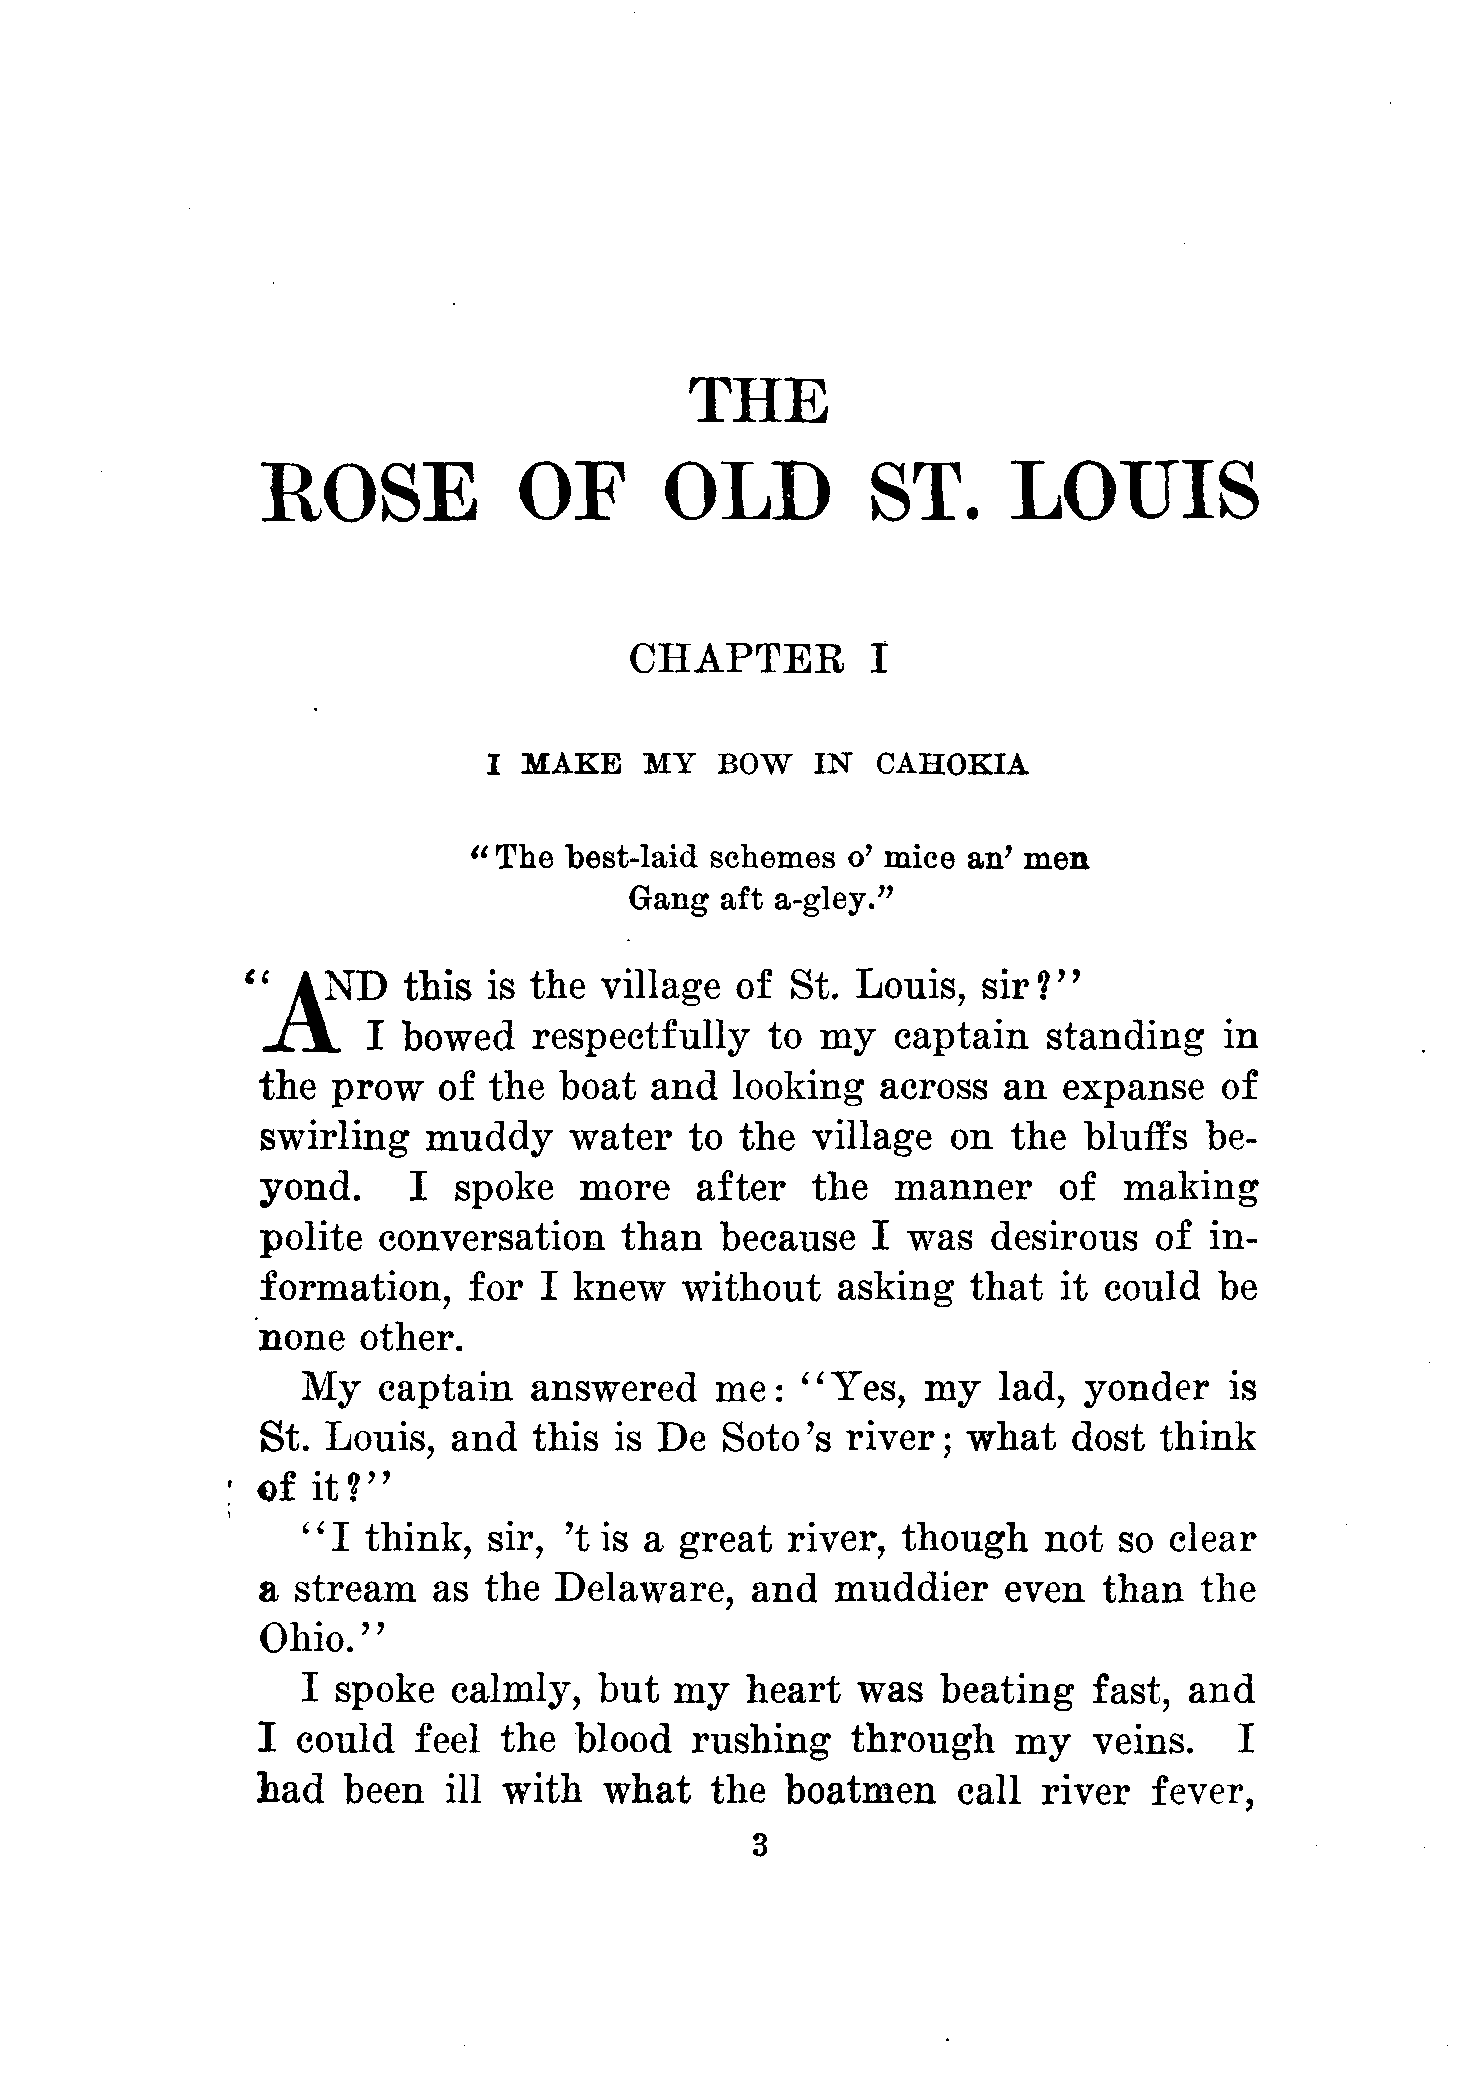 THE
ROSE OF OLD ST. LOUIS
CHAPTER I
I MAKE MY BOW IN CAHOKIA
“The best-laid schemes o’ mice an’ men
Gang aft a-gley.”
“AND this is the village of St. Louis, sir?”
I bowed respectfully to my captain standing in
the prow of the boat and looking across an expanse of
swirling muddy water to the village on the bluffs be-
yond. I spoke more after the manner of making
polite conversation than because I was desirous of in-
formation, for I knew without asking that it could be
none other.
My captain answered me: “Yes, my lad, yonder is
St. Louis, and this is De Soto’s river; what dost think
of it?”
“I think, sir, ’t is a great river, though not so clear
a stream as the Delaware, and muddier even than the
Ohio.”
I spoke calmly, but my heart was beating fast, and
I could feel the blood rushing through my veins. I
had been ill with what the boatmen call river fever,
3